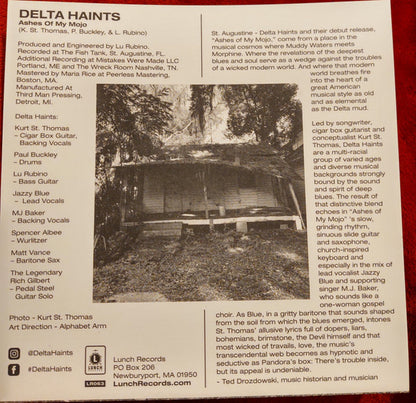 DELTA HAINTS
Ashes Of My Mojo
(K. St. Thomas, P. Buckley, & L. Rubino)
Produced and Engineered by Lu Rubino.
Recorded at The Fish Tank, St. Augustine, FL.
Additional Recording at Mistakes Were Made LLC
Portland, ME and The Wreck Room Nashville, TN.
Mastered by Maria Rice at Peerless Mastering,
Boston, MA.
Manufactured At
Third Man Pressing,
Detroit, MI.
Delta Haints:
Kurt St. Thomas
– Cigar Box Guitar,
Backing Vocals
Paul Buckley
– Drums
Lu Rubino
– Bass Guitar
Jazzy Blue
– Lead Vocals
MJ Baker
– Backing Vocals
Spencer Albee
– Wurlitzer
Matt Vance
– Baritone Sax
The Legendary
Rich Gilbert
– Pedal Steel
Guitar Solo
Photo - Kurt St. Thomas
Art Direction - Alphabet Arm
@DeltaHaints
#DeltaHaints
LUNCH
LR063
Lunch Records
PO Box 206
Newburyport, MA 01950
LunchRecords.com
St. Augustine - Delta Haints and their debut release,
“Ashes of My Mojo,” come from a place in the
musical cosmos where Muddy Waters meets
Morphine. Where the revelations of the deepest
blues and soul serve as a wedge against the troubles
of a wicked modern world. And where that modern
world breathes fire
into the heart of a
great American
musical style as old
and as elemental
as the Delta mud.
Led by songwriter,
cigar box guitarist and
conceptualist Kurt St.
Thomas, Delta Haints
are a multi-racial
group of varied ages
and diverse musical
backgrounds strongly
bound by the sound
and spirit of deep
blues. The result of
that distinctive blend
echoes in “Ashes of
My Mojo” ‘s slow,
grinding rhythm,
sinuous slide guitar
and saxophone,
church-inspired
keyboard and
especially in the mix of
lead vocalist Jazzy
Blue and supporting
singer M.J. Baker,
who sounds like a
one-woman gospel
choir. As Blue, in a gritty baritone that sounds shaped
from the soil from which the blues emerged, intones
St. Thomas’ allusive lyrics full of dopers, liars,
bohemians, brimstone, the Devil himself and that
most wicked of travails, love, the music’s
transcendental web becomes as hypnotic and
seductive as Pandora’s box: There’s trouble inside,
but its appeal is undeniable.
- Ted Drozdowski, music historian and musician